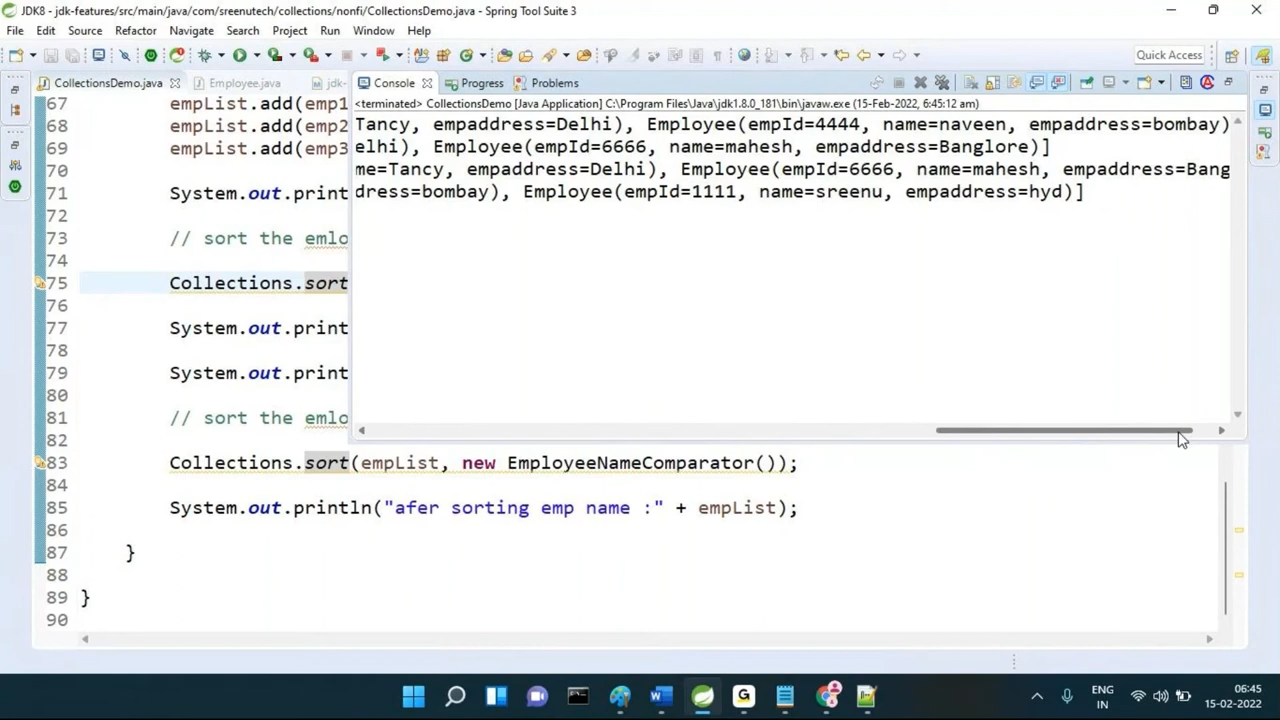 JDK8 - jdk-features/src/main/java/com/sreenutech/collections/nonfi/CollectionsDemo.java - Spring Tool Suite 3
File Edit Source Refactor Navigate Search Project Run Window Help
Quick Access
CollectionsDemo.java Employee.java jdk-
Console Progress Problems
<terminated> CollectionsDemo [Java Application] C:\Program Files\Java\jdk1.8.0_181\bin\javaw.exe (15-Feb-2022, 6:45:12 am)
Tancy, empaddress=Delhi), Employee(empId=4444, name=naveen, empaddress=bombay)
elhi), Employee(empId=6666, name=mahesh, empaddress=Banglore)]
me=Tancy, empaddress=Delhi), Employee(empId=6666, name=mahesh, empaddress=Bang
dress=bombay), Employee(empId=1111, name=sreenu, empaddress=hyd)]
67 empList.add(emp1
68 empList.add(emp2
69 empList.add(emp3
70
71 System.out.print
72
73 // sort the emlo
74
75 Collections.sort
76
77 System.out.print
78
79 System.out.print
80
81 // sort the emlo
82
83 Collections.sort(empList, new EmployeeNameComparator());
84
85 System.out.println("afer sorting emp name :" + empList);
86
87 }
88
89 }
90
ENG
IN
06:45
15-02-2022